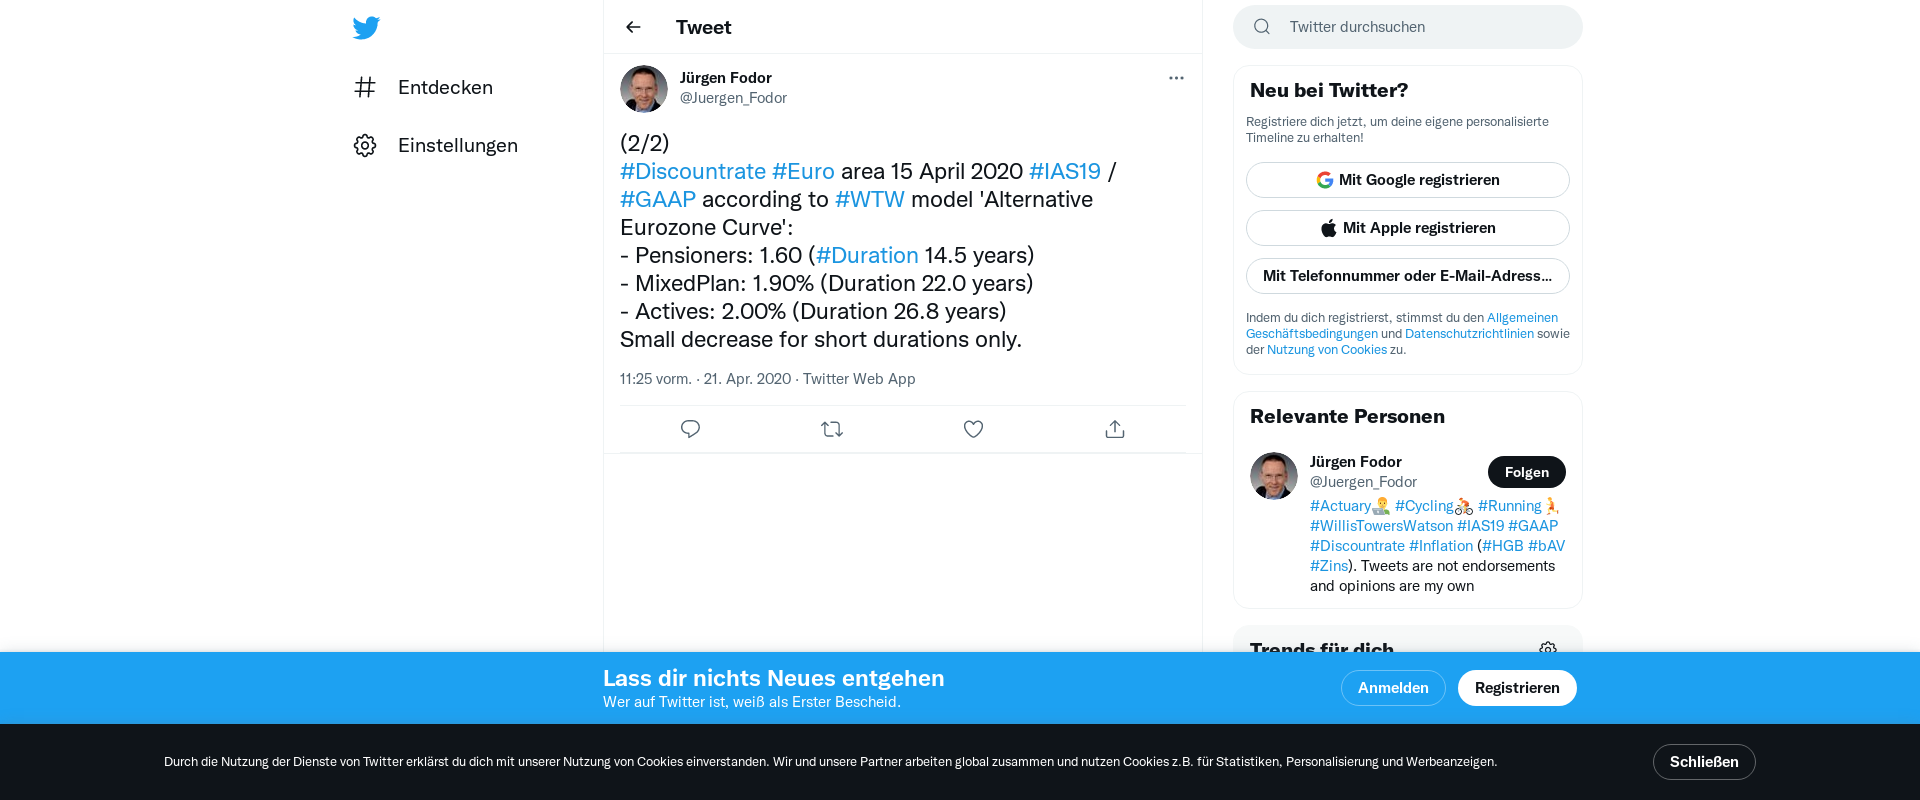 Entdecken
Einstellungen
Tweet
Jürgen Fodor
@Juergen_Fodor
(2/2)
#Discountrate #Euro area 15 April 2020 #IAS19 /
#GAAP according to #WTW model 'Alternative
Eurozone Curve':
- Pensioners: 1.60 (#Duration 14.5 years)
- MixedPlan: 1.90% (Duration 22.0 years)
- Actives: 2.00% (Duration 26.8 years)
Small decrease for short durations only.
11:25 vorm. · 21. Apr. 2020 · Twitter Web App
Twitter durchsuchen
Neu bei Twitter?
Registriere dich jetzt, um deine eigene personalisierte
Timeline zu erhalten!
Mit Google registrieren
Mit Apple registrieren
Mit Telefonnummer oder E-Mail-Adress…
Indem du dich registrierst, stimmst du den Allgemeinen
Geschäftsbedingungen und Datenschutzrichtlinien sowie
der Nutzung von Cookies zu.
Relevante Personen
Jürgen Fodor
@Juergen_Fodor
Folgen
#Actuary #Cycling #Running
#WillisTowersWatson #IAS19 #GAAP
#Discountrate #Inflation (#HGB #bAV
#Zins). Tweets are not endorsements
and opinions are my own
Trends für dich
Lass dir nichts Neues entgehen
Wer auf Twitter ist, weiß als Erster Bescheid.
Anmelden
Registrieren
Durch die Nutzung der Dienste von Twitter erklärst du dich mit unserer Nutzung von Cookies einverstanden. Wir und unsere Partner arbeiten global zusammen und nutzen Cookies z.B. für Statistiken, Personalisierung und Werbeanzeigen.
Schließen